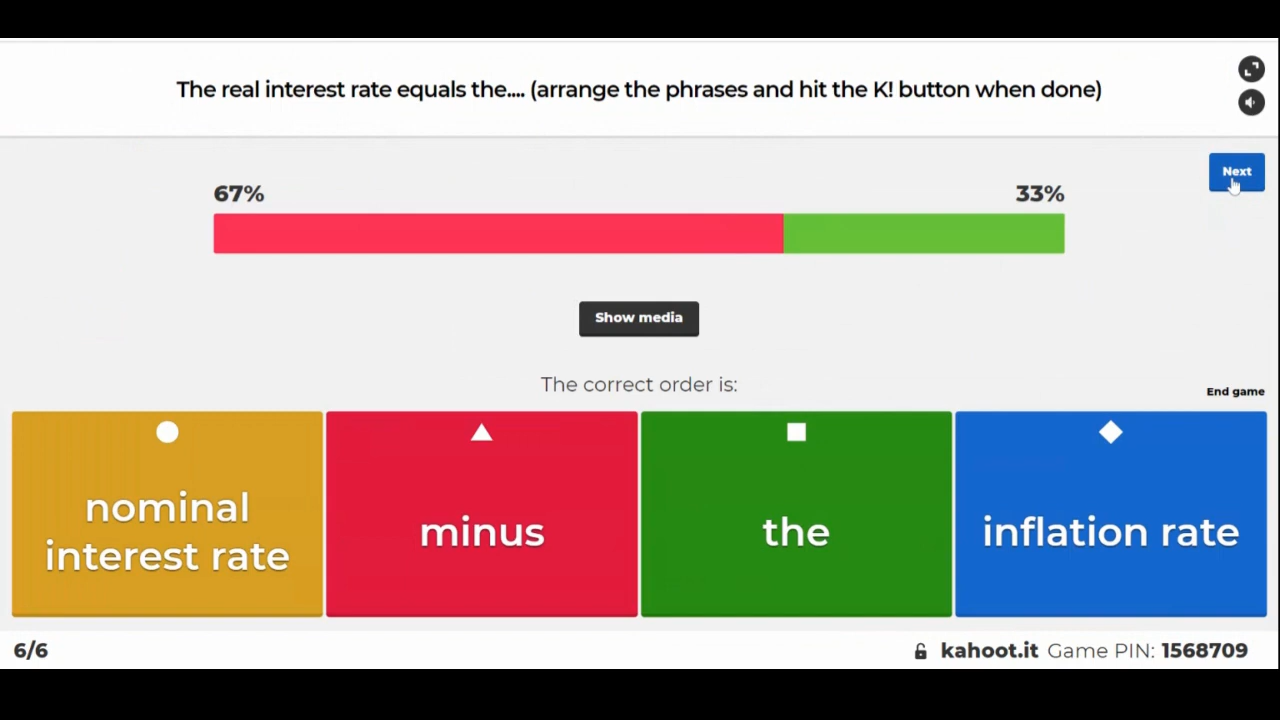 The real interest rate equals the.... (arrange the phrases and hit the K! button when done)
Next
67%
33%
Show media
The correct order is:
End game
nominal
interest rate
minus
the
inflation rate
6/6
kahoot.it Game PIN: 1568709